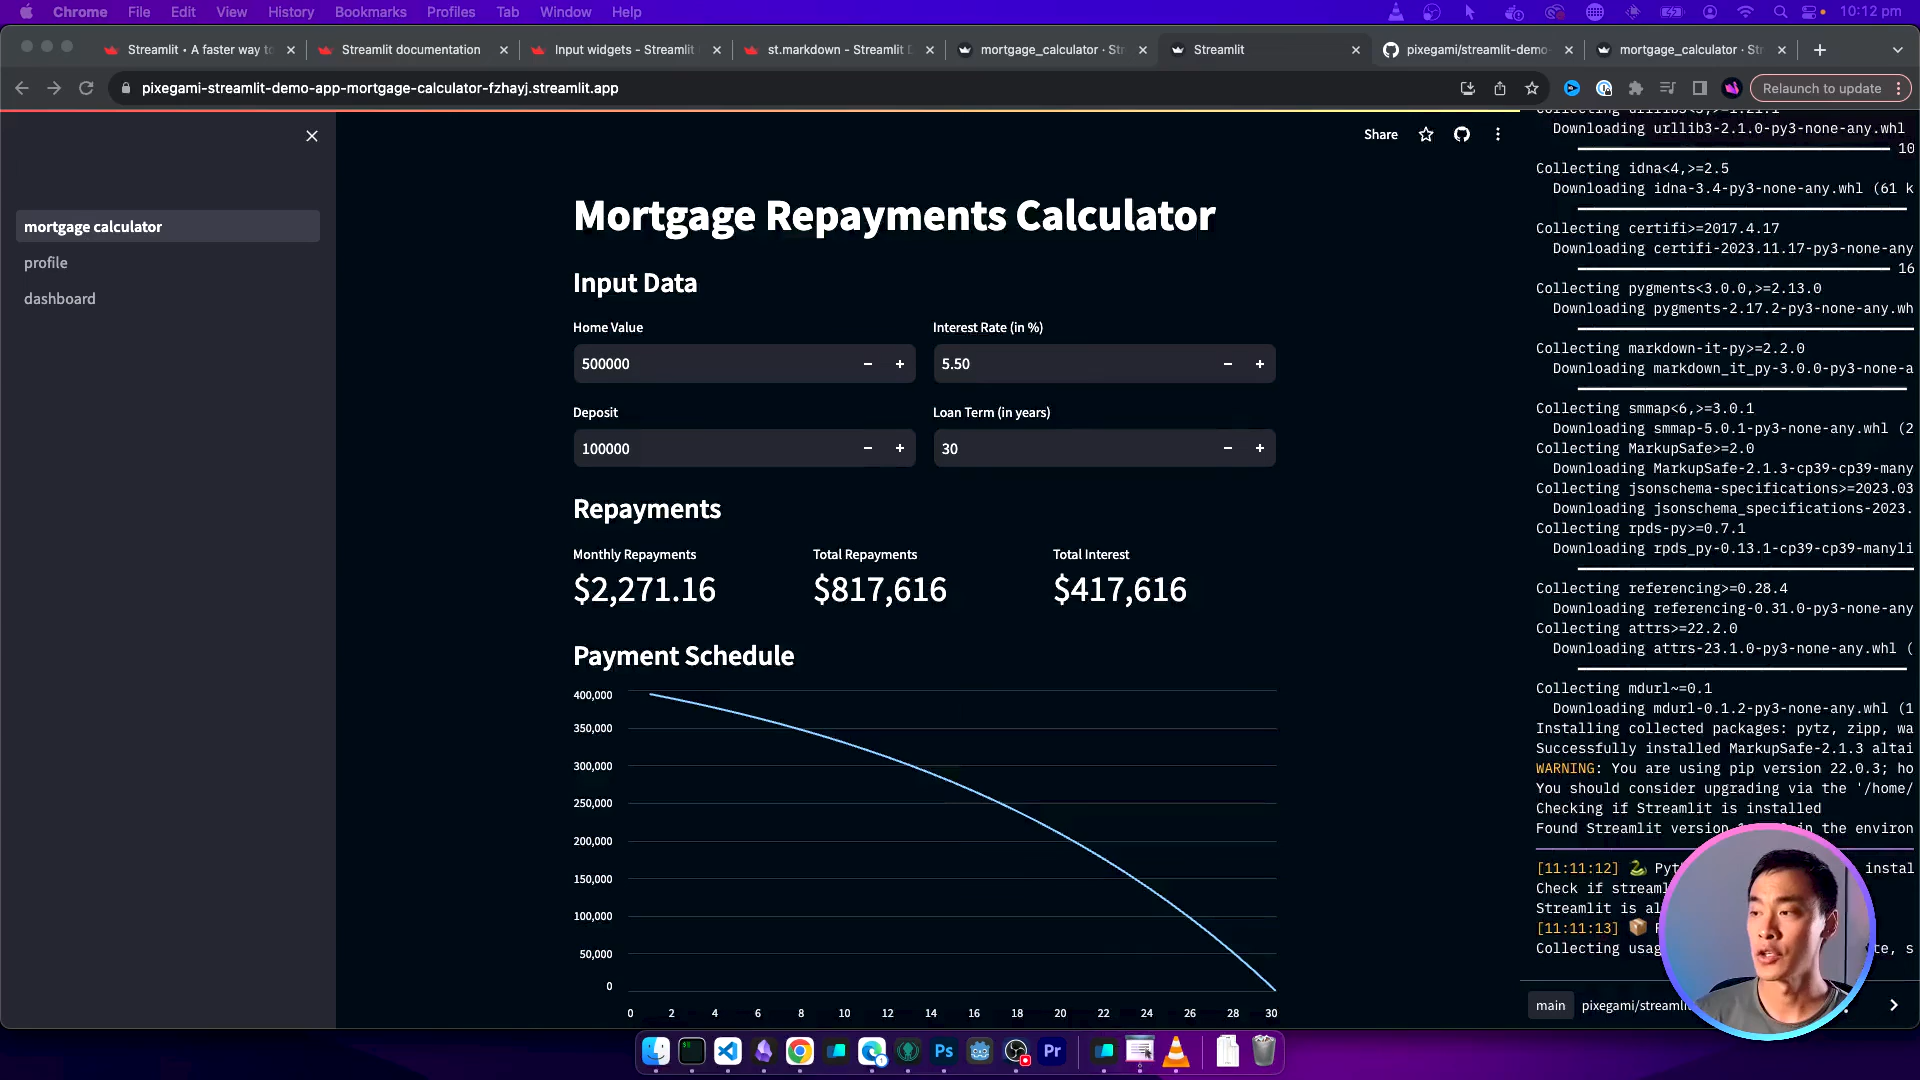 Chrome File Edit View History Bookmarks Profiles Tab Window Help 10:12 pm
Streamlit • A faster way to
Streamlit documentation
Input widgets - Streamlit
st.markdown - Streamlit
mortgage_calculator · St
Streamlit
pixegami/streamlit-demo-
mortgage_calculator · St
pixegami-streamlit-demo-app-mortgage-calculator-fzhayj.streamlit.app
Relaunch to update
Share
mortgage calculator
profile
dashboard
Mortgage Repayments Calculator
Input Data
Home Value
500000
Interest Rate (in %)
5.50
Deposit
100000
Loan Term (in years)
30
Repayments
Monthly Repayments
$2,271.16
Total Repayments
$817,616
Total Interest
$417,616
Payment Schedule
400,000
350,000
300,000
250,000
200,000
150,000
100,000
50,000
0
0 2 4 6 8 10 12 14 16 18 20 22 24 26 28 30
Downloading urllib3-2.1.0-py3-none-any.whl
10
Collecting idna<4,>=2.5
Downloading idna-3.4-py3-none-any.whl (61 k
Collecting certifi>=2017.4.17
Downloading certifi-2023.11.17-py3-none-any
16
Collecting pygments<3.0.0,>=2.13.0
Downloading pygments-2.17.2-py3-none-any.wh
Collecting markdown-it-py>=2.2.0
Downloading markdown_it_py-3.0.0-py3-none-a
Collecting smmap<6,>=3.0.1
Downloading smmap-5.0.1-py3-none-any.whl (2
Collecting MarkupSafe>=2.0
Downloading MarkupSafe-2.1.3-cp39-cp39-many
Collecting jsonschema-specifications>=2023.03
Downloading jsonschema_specifications-2023.
Collecting rpds-py>=0.7.1
Downloading rpds_py-0.13.1-cp39-cp39-manyli
Collecting referencing>=0.28.4
Downloading referencing-0.31.0-py3-none-any
Collecting attrs>=22.2.0
Downloading attrs-23.1.0-py3-none-any.whl (
Collecting mdurl~=0.1
Downloading mdurl-0.1.2-py3-none-any.whl (1
Installing collected packages: pytz, zipp, wa
Successfully installed MarkupSafe-2.1.3 altai
WARNING: You are using pip version 22.0.3; ho
You should consider upgrading via the '/home/
Checking if Streamlit is installed
Found Streamlit version in the environ
[11:11:12] Pyt instal
Check if streaml
Streamlit is al
[11:11:13]
Collecting usag te, s
main pixegami/streamli
Ps Pr